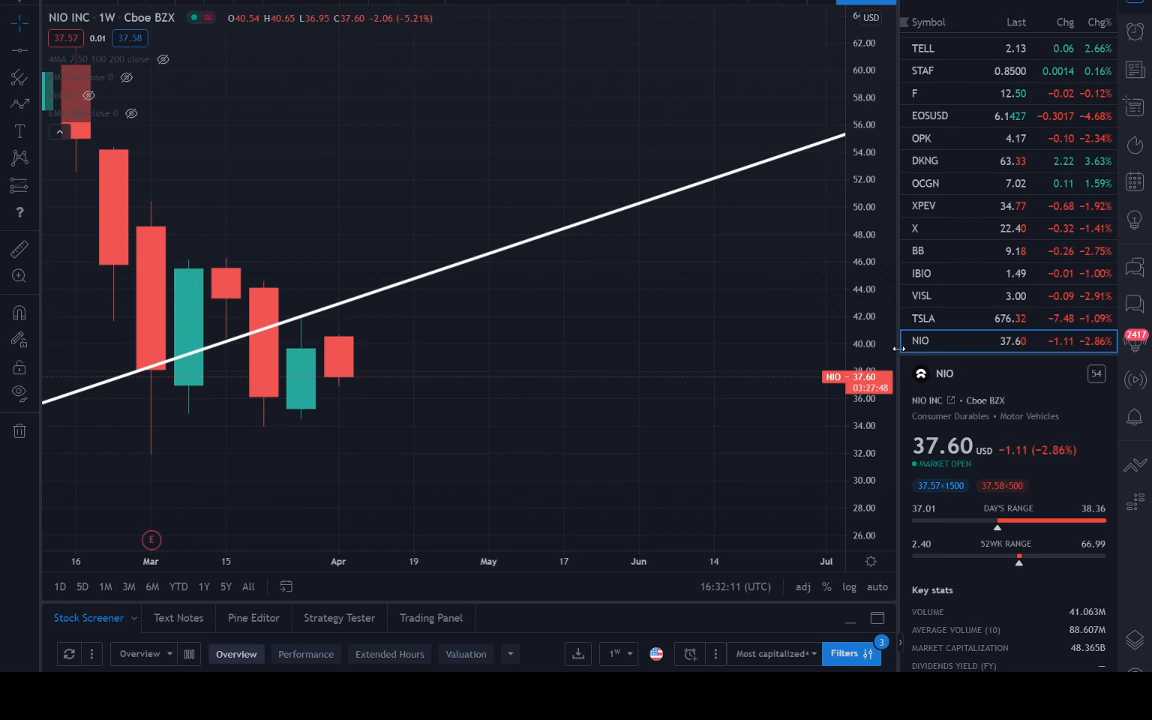 NIO INC · 1W · Cboe BZX O40.54 H40.65 L36.95 C37.60 −2.06 (−5.21%)
37.57 0.01 37.58
4MA 7 50 100 200 close
close 0
close 0
USD
62.00
60.00
58.00
56.00
54.00
52.00
50.00
48.00
46.00
44.00
42.00
40.00
38.00
NIO 37.60
03:27:48
36.00
34.00
32.00
30.00
28.00
26.00
E
16 Mar 15 Apr 19 May 17 Jun 14 Jul
1D 5D 1M 3M 6M YTD 1Y 5Y All 16:32:11 (UTC) adj % log auto
Stock Screener Text Notes Pine Editor Strategy Tester Trading Panel
Overview Overview Performance Extended Hours Valuation 1W Most capitalized Filters 3
Symbol Last Chg Chg%
TELL 2.13 0.06 2.66%
STAF 0.8500 0.0014 0.16%
F 12.50 −0.02 −0.12%
EOSUSD 6.1427 −0.3017 −4.68%
OPK 4.17 −0.10 −2.34%
DKNG 63.33 2.22 3.63%
OCGN 7.02 0.11 1.59%
XPEV 34.77 −0.68 −1.92%
X 22.40 −0.32 −1.41%
BB 9.18 −0.26 −2.75%
IBIO 1.49 −0.01 −1.00%
VISL 3.00 −0.09 −2.91%
TSLA 676.32 −7.48 −1.09%
NIO 37.60 −1.11 −2.86%
2417
NIO 54
NIO INC · Cboe BZX
Consumer Durables · Motor Vehicles
37.60 USD −1.11 (−2.86%)
MARKET OPEN
37.57×1500 37.58×500
37.01 DAY'S RANGE 38.36
2.40 52WK RANGE 66.99
Key stats
VOLUME 41.063M
AVERAGE VOLUME (10) 88.607M
MARKET CAPITALIZATION 48.365B
DIVIDENDS YIELD (FY) —